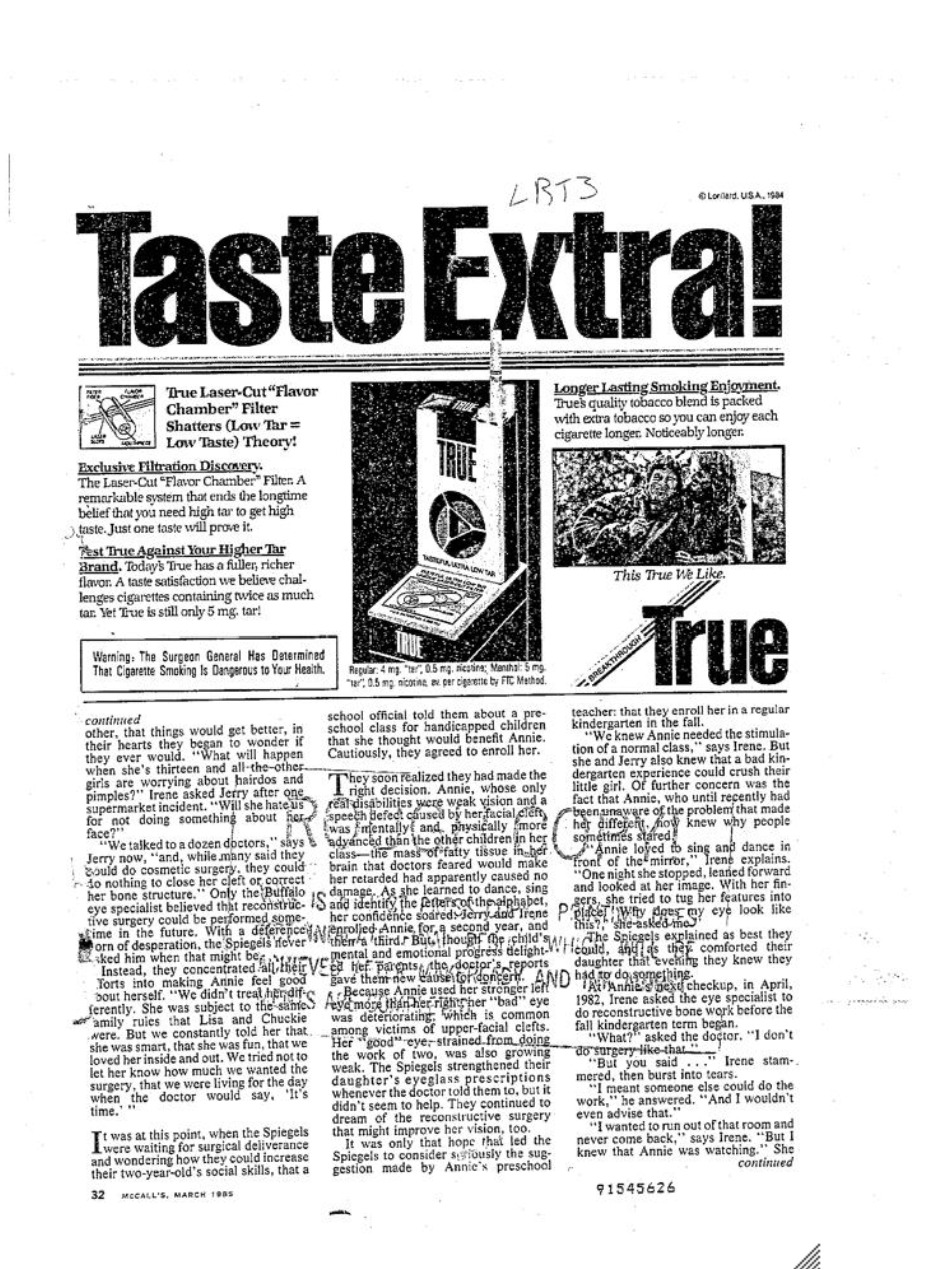 LRT3
© Lorillard, U.S.A., 1984
Taste Extra!
FILTER
FLAVOR
CHAMBER
LASER
SLOTS
True Laser-Cut “Flavor
Chamber” Filter
Shatters (Low Tar =
Low Taste) Theory!
Exclusive Filtration Discovery.
The Laser-Cut “Flavor Chamber” Filter. A
remarkable system that ends the longtime
belief that you need high tar to get high
taste. Just one taste will prove it.
Test True Against Your Higher Tar
Brand. Today’s True has a fuller, richer
flavor. A taste satisfaction we believe chal-
lenges cigarettes containing twice as much
tar. Yet True is still only 5 mg. tar!
Warning: The Surgeon General Has Determined
That Cigarette Smoking Is Dangerous to Your Health.
TRUE
TRUE
TASTEFUL ULTRA LOW TAR
TRUE
Regular: 4 mg. “tar”, 0.5 mg. nicotine; Menthol: 5 mg.
“tar”, 0.5 mg. nicotine, av. per cigarette by FTC Method.
Longer Lasting Smoking Enjoyment.
True’s quality tobacco blend is packed
with extra tobacco so you can enjoy each
cigarette longer. Noticeably longer.
This True We Like.
BREAKTHROUGH
True
continued
other, that things would get better, in
their hearts they began to wonder if
they ever would. “What will happen
when she’s thirteen and all the other
girls are worrying about hairdos and
pimples?” Irene asked Jerry after one
supermarket incident. “Will she hate us
for not doing something about her
face?”
“We talked to a dozen doctors,” says
Jerry now, “and, while many said they
could do cosmetic surgery, they could
do nothing to close her cleft or correct
her bone structure.” Only the Buffalo
eye specialist believed that reconstruc-
tive surgery could be performed some-
time in the future. With a deference
born of desperation, the Spiegels never
asked him when that might be.
Instead, they concentrated all their
efforts into making Annie feel good
about herself. “We didn’t treat her dif-
ferently. She was subject to the same
family rules that Lisa and Chuckie
were. But we constantly told her that
she was smart, that she was fun, that we
loved her inside and out. We tried not to
let her know how much we wanted the
surgery, that we were living for the day
when the doctor would say, ‘It’s
time.’ ”
It was at this point, when the Spiegels
were waiting for surgical deliverance
and wondering how they could increase
their two-year-old’s social skills, that a
school official told them about a pre-
school class for handicapped children
that she thought would benefit Annie.
Cautiously, they agreed to enroll her.
They soon realized they had made the
right decision. Annie, whose only
real disabilities were weak vision and a
speech defect caused by her facial cleft,
was mentally and physically more
advanced than the other children in her
class—the mass of fatty tissue in her
brain that doctors feared would make
her retarded had apparently caused no
damage. As she learned to dance, sing
and identify the letters of the alphabet,
her confidence soared. Jerry and Irene
enrolled Annie for a second year, and
then a third. But, though the child’s
mental and emotional progress delight-
ed her parents, the doctor’s reports
gave them new cause for concern.
Because Annie used her stronger left
eye more than her right, her “bad” eye
was deteriorating, which is common
among victims of upper-facial clefts.
Her “good” eye, strained from doing
the work of two, was also growing
weak. The Spiegels strengthened their
daughter’s eyeglass prescriptions
whenever the doctor told them to, but it
didn’t seem to help. They continued to
dream of the reconstructive surgery
that might improve her vision, too.
It was only that hope that led the
Spiegels to consider seriously the sug-
gestion made by Annie’s preschool
teacher: that they enroll her in a regular
kindergarten in the fall.
“We knew Annie needed the stimula-
tion of a normal class,” says Irene. But
she and Jerry also knew that a bad kin-
dergarten experience could crush their
little girl. Of further concern was the
fact that Annie, who until recently had
been unaware of the problem that made
her different, now knew why people
sometimes stared.
“Annie loved to sing and dance in
front of the mirror,” Irene explains.
“One night she stopped, leaned forward
and looked at her image. With her fin-
gers, she tried to tug her features into
place. ‘Why does my eye look like
this?,’ she asked me.”
The Spiegels explained as best they
could, and as they comforted their
daughter that evening they knew they
had to do something.
At Annie’s next checkup, in April,
1982, Irene asked the eye specialist to
do reconstructive bone work before the
fall kindergarten term began.
“What?” asked the doctor. “I don’t
do surgery like that.”
“But you said . . .” Irene stam-
mered, then burst into tears.
“I meant someone else could do the
work,” he answered. “And I wouldn’t
even advise that.”
“I wanted to run out of that room and
never come back,” says Irene. “But I
knew that Annie was watching.” She
continued
32 McCALL’S, MARCH 1985
91545626